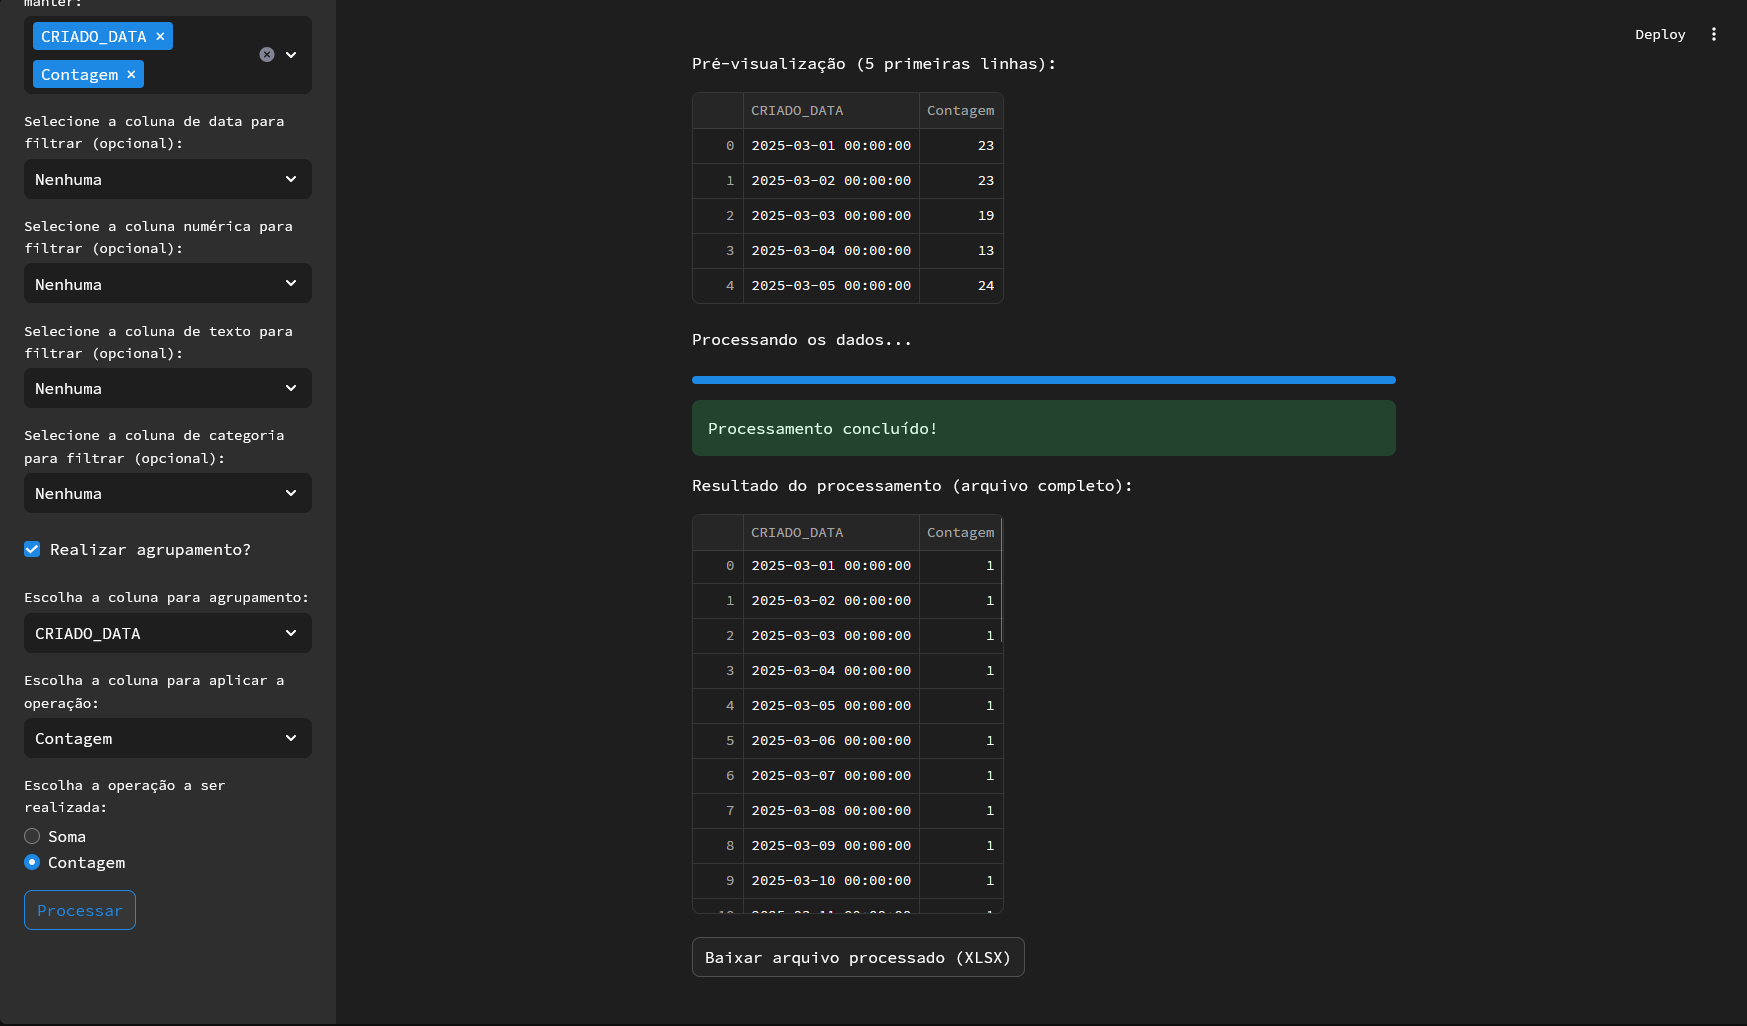 manter:
CRIADO_DATA ×
Contagem ×
Selecione a coluna de data para
filtrar (opcional):
Nenhuma
Selecione a coluna numérica para
filtrar (opcional):
Nenhuma
Selecione a coluna de texto para
filtrar (opcional):
Nenhuma
Selecione a coluna de categoria
para filtrar (opcional):
Nenhuma
Realizar agrupamento?
Escolha a coluna para agrupamento:
CRIADO_DATA
Escolha a coluna para aplicar a
operação:
Contagem
Escolha a operação a ser
realizada:
Soma
Contagem
Processar
Deploy
Pré-visualização (5 primeiras linhas):
CRIADO_DATA Contagem
0 2025-03-01 00:00:00 23
1 2025-03-02 00:00:00 23
2 2025-03-03 00:00:00 19
3 2025-03-04 00:00:00 13
4 2025-03-05 00:00:00 24
Processando os dados...
Processamento concluído!
Resultado do processamento (arquivo completo):
CRIADO_DATA Contagem
0 2025-03-01 00:00:00 1
1 2025-03-02 00:00:00 1
2 2025-03-03 00:00:00 1
3 2025-03-04 00:00:00 1
4 2025-03-05 00:00:00 1
5 2025-03-06 00:00:00 1
6 2025-03-07 00:00:00 1
7 2025-03-08 00:00:00 1
8 2025-03-09 00:00:00 1
9 2025-03-10 00:00:00 1
10 2025-03-11 00:00:00 1
Baixar arquivo processado (XLSX)